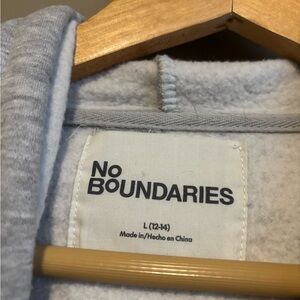 No
BOUNDARIES
L (12-14)
Made in/Hecho en China